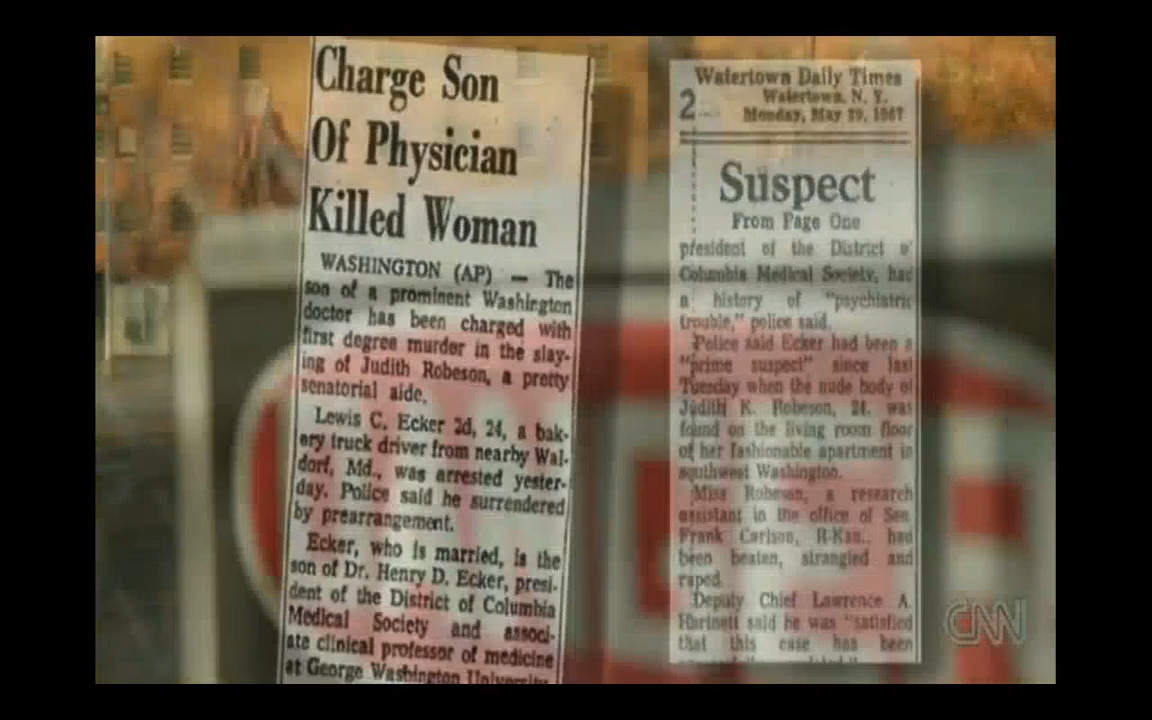 Charge Son
Of Physician
Killed Woman
WASHINGTON (AP) — The
son of a prominent Washington
doctor has been charged with
first degree murder in the slay-
ing of Judith Robeson, a pretty
senatorial aide.
Lewis C. Ecker 2d, 24, a bak-
ery truck driver from nearby Wal-
dorf, Md., was arrested yester-
day. Police said he surrendered
by prearrangement.
Ecker, who is married, is the
son of Dr. Henry D. Ecker, presi-
dent of the District of Columbia
Medical Society and associ-
ate clinical professor of medicine
at George Washington University,
Watertown Daily Times
Watertown, N. Y.
2
Monday, May 29, 1967
Suspect
From Page One
president of the District o'
Columbia Medical Society, has
a history of "psychiatric
trouble," police said.
Police said Ecker had been a
"prime suspect" since last
Tuesday when the nude body of
Judith K. Robeson, 24, was
found on the living room floor
of her fashionable apartment in
southwest Washington.
Miss Robeson, a research
assistant in the office of Sen.
Frank Carlson, R-Kan., had
been beaten, strangled and
raped.
Deputy Chief Lawrence A.
Hartnett said he was "satisfied
that this case has been
CNN